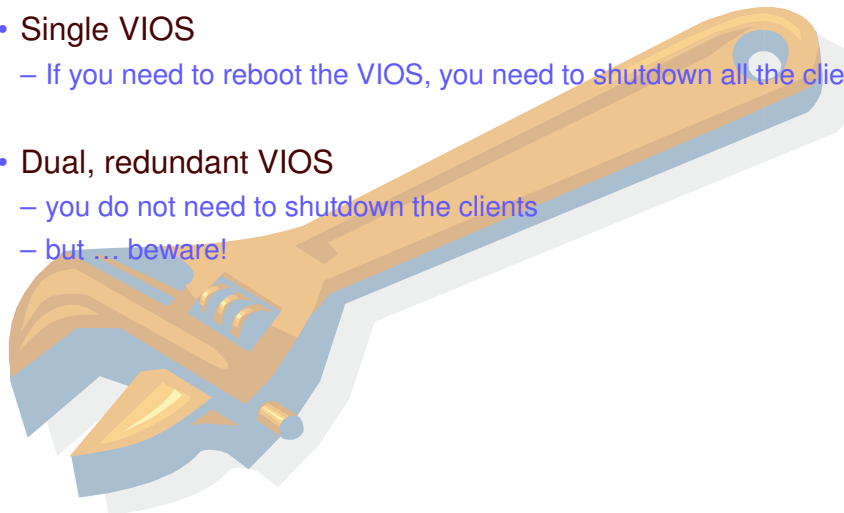 • Single VIOS
– If you need to reboot the VIOS, you need to shutdown all the
• Dual, redundant VIOS
– you do not need to shutdown the clients
– but … beware!